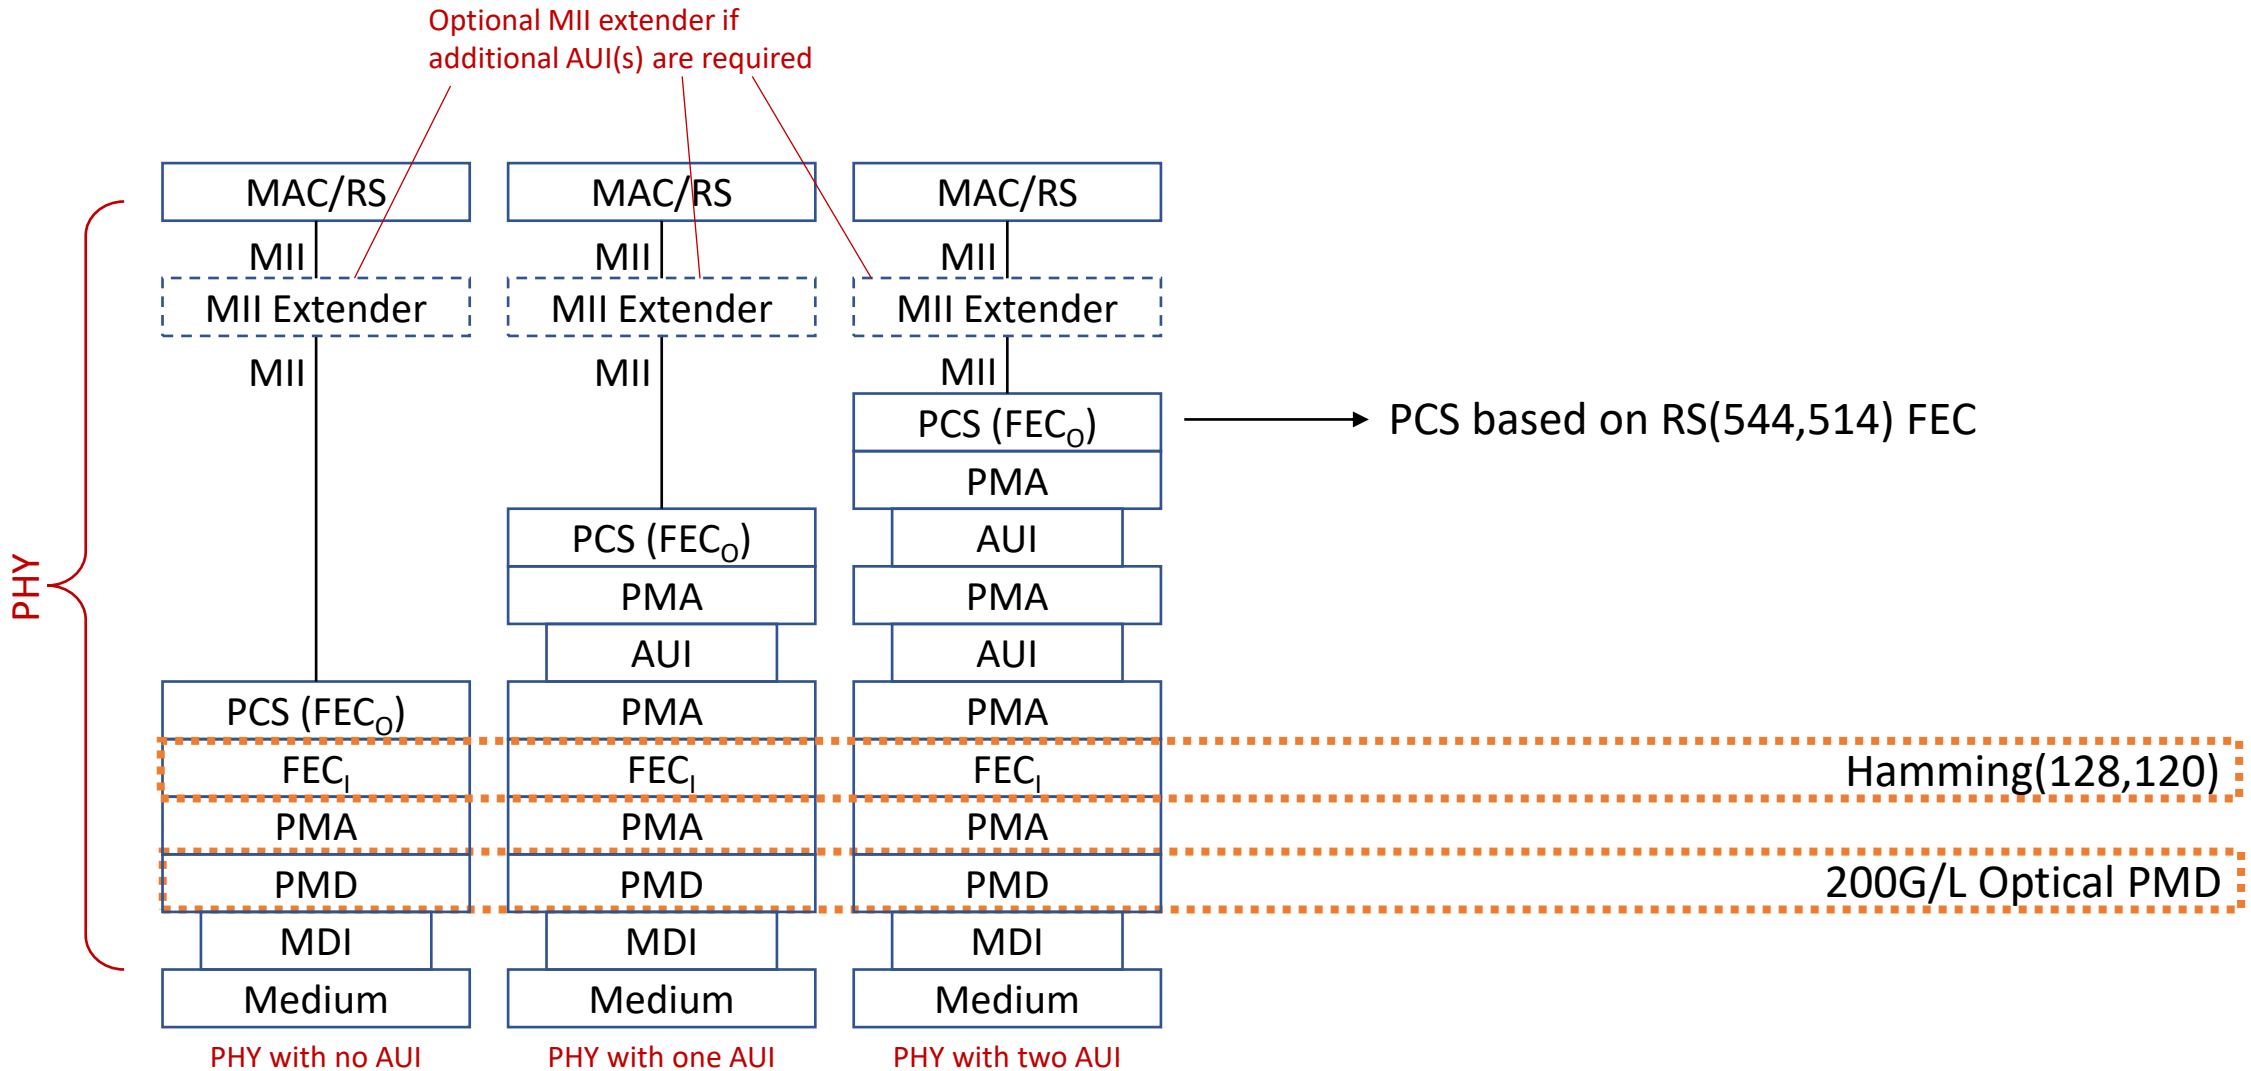 Optional MII extender if
additional AUI(s) are required
MAC/RS MAC/RS MAC/RS
MII MII MII
MII Extender MII Extender MII Extender
MII MII MII
PCS (FECO) PCS based on RS(544,514) FEC
PMA
PCS (FECO) AUI
PHY
PMA PMA
AUI AUI
PCS (FECO) PMA PMA
FECI FECI FECI Hamming(128,120)
PMA PMA PMA
PMD PMD PMD 200G/L Optical PMD
MDI MDI MDI
Medium Medium Medium
PHY with no AUI PHY with one AUI PHY with two AUI